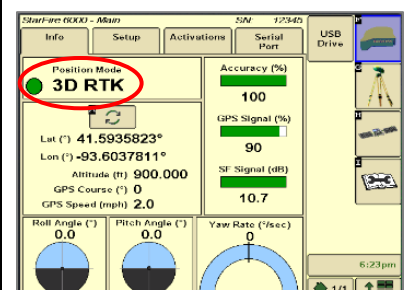 StarFire 6000 - Main SN: 12345
Info
Setup
Activations
Serial
Port
USB
Drive
Position Mode
3D RTK
Accuracy (%)
100
GPS Signal (%)
90
SF Signal (dB)
10.7
Lat (°) 41.5935823°
Lon (°) -93.6037811°
Altitude (ft) 900.000
GPS Course (°) 0
GPS Speed (mph) 2.0
Roll Angle (°)
0.0
Pitch Angle (°)
0.0
Yaw Rate (°/sec)
0
6:23pm
1/1